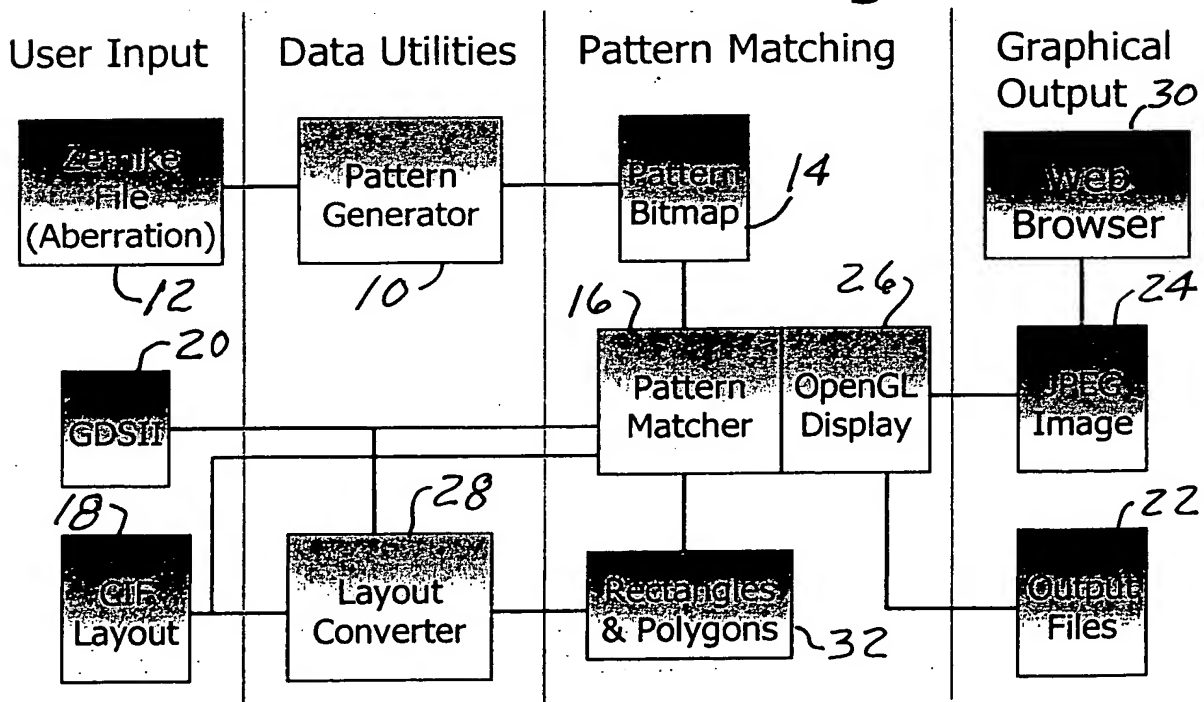 User Input
Data Utilities
Pattern Matching
Graphical
Output
30
Zernike
File
(Aberration)
12
Pattern
Generator
10
Pattern
Bitmap
14
Web
Browser
20
GDSII
16
Pattern
Matcher
26
OpenGL
Display
24
JPEG
Image
18
CIF
Layout
28
Layout
Converter
Rectangles
& Polygons
32
22
Output
Files